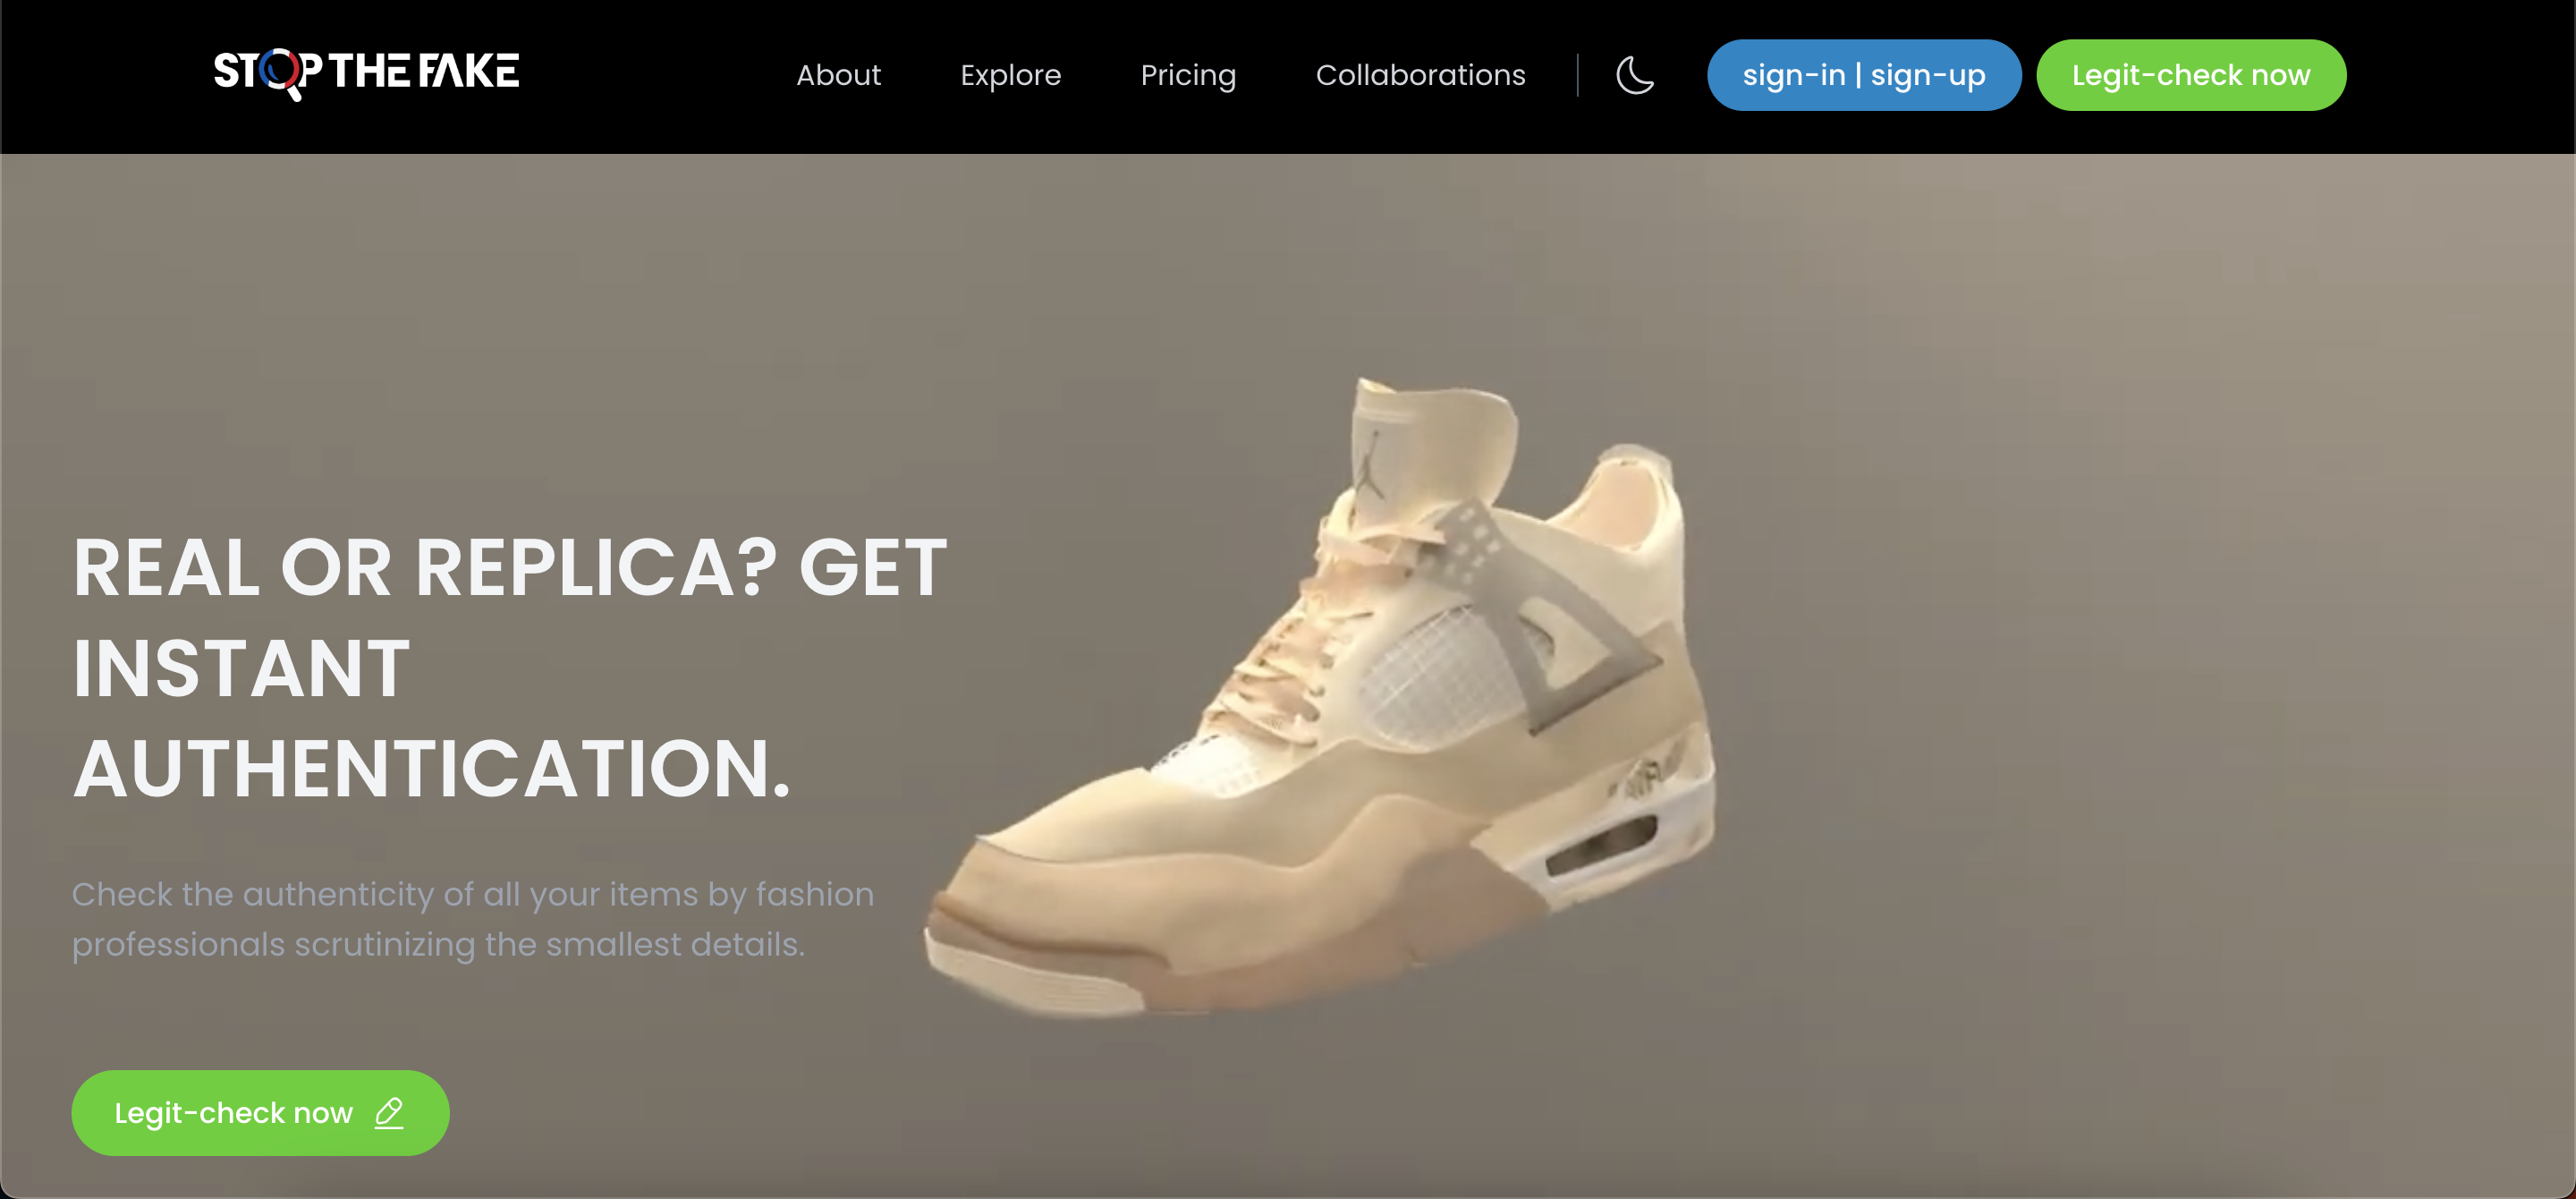 STOP THE FAKE
About
Explore
Pricing
Collaborations
sign-in | sign-up
Legit-check now
REAL OR REPLICA? GET
INSTANT
AUTHENTICATION.
Check the authenticity of all your items by fashion
professionals scrutinizing the smallest details.
Legit-check now
AIR